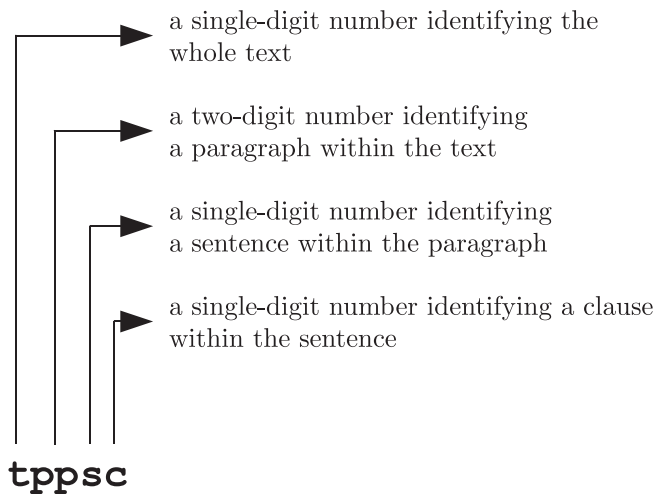 a single-digit number identifying the
whole text
a two-digit number identifying
a paragraph within the text
a single-digit number identifying
a sentence within the paragraph
a single-digit number identifying a clause
within the sentence
tppsc